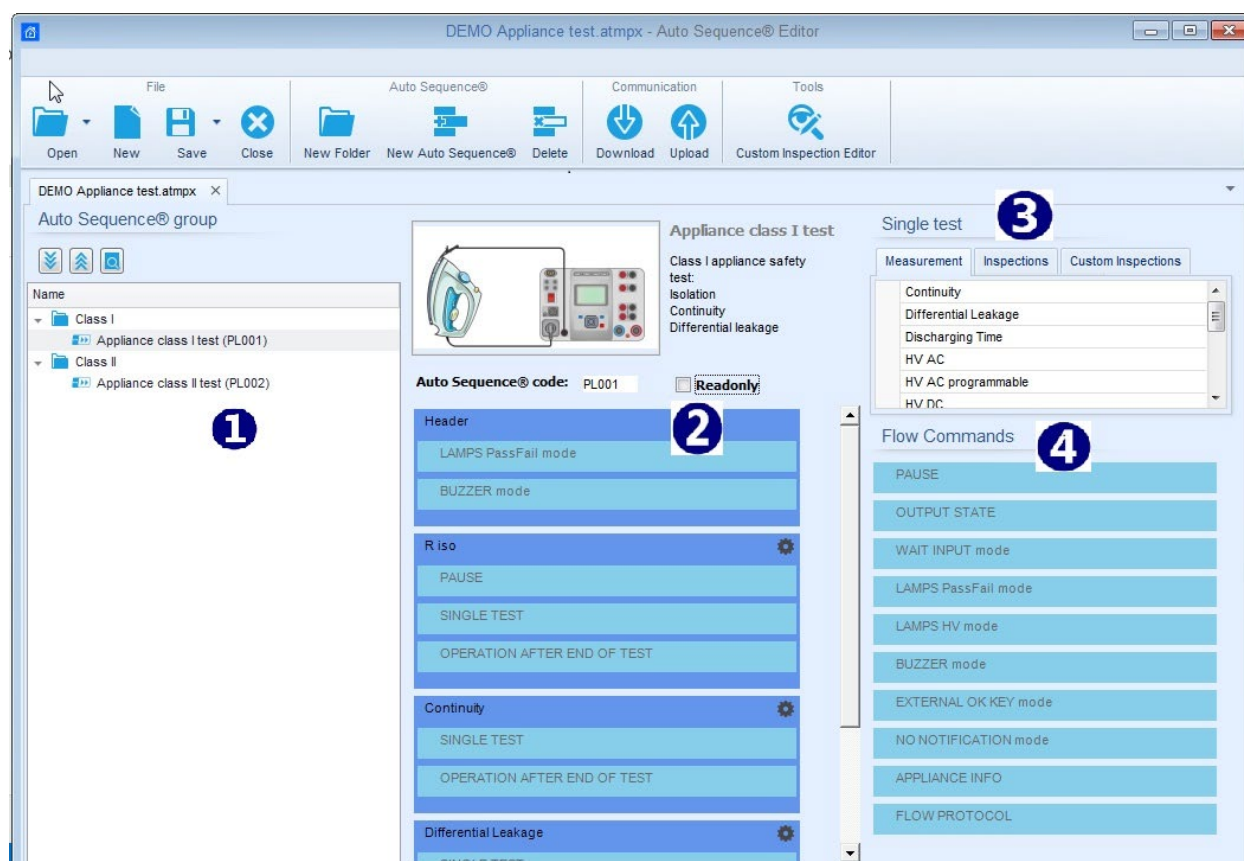 DEMO Appliance test.atmpx - Auto Sequence® Editor
File
Auto Sequence®
Communication
Tools
Open
New
Save
Close
New Folder
New Auto Sequence®
Delete
Download
Upload
Custom Inspection Editor
DEMO Appliance test.atmpx
Auto Sequence® group
Name
Class I
Appliance class I test (PL001)
Class II
Appliance class II test (PL002)
1
Appliance class I test
Class I appliance safety
test:
Isolation
Continuity
Differential leakage
Auto Sequence® code: PL001
Readonly
2
Header
LAMPS PassFail mode
BUZZER mode
R iso
PAUSE
SINGLE TEST
OPERATION AFTER END OF TEST
Continuity
SINGLE TEST
OPERATION AFTER END OF TEST
Differential Leakage
SINGLE TEST
Single test
3
Measurement
Inspections
Custom Inspections
Continuity
Differential Leakage
Discharging Time
HV AC
HV AC programmable
HV DC
Flow Commands
4
PAUSE
OUTPUT STATE
WAIT INPUT mode
LAMPS PassFail mode
LAMPS HV mode
BUZZER mode
EXTERNAL OK KEY mode
NO NOTIFICATION mode
APPLIANCE INFO
FLOW PROTOCOL